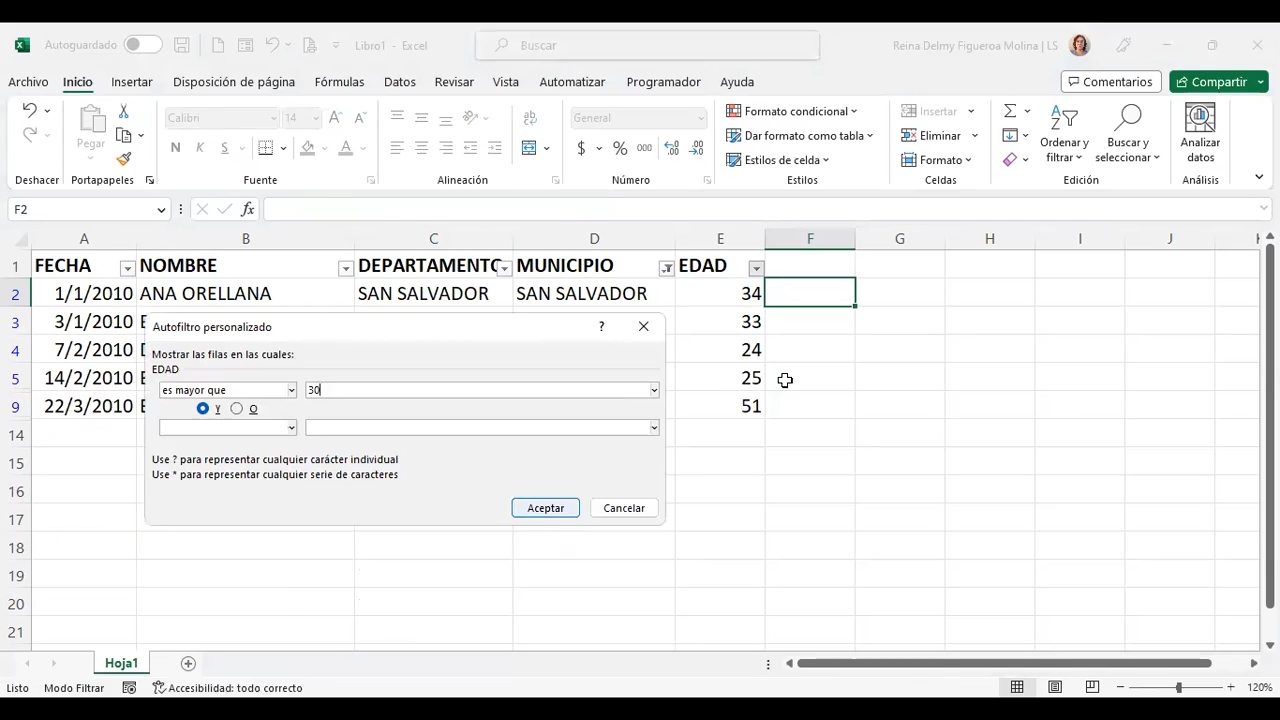 Autoguardado Libro1 - Excel Buscar Reina Delmy Figueroa Molina | LS
Archivo Inicio Insertar Disposición de página Fórmulas Datos Revisar Vista Automatizar Programador Ayuda Comentarios Compartir
Pegar
Calibri 14
N K S
General
$ % 000
Formato condicional
Dar formato como tabla
Estilos de celda
Insertar
Eliminar
Formato
Ordenar y filtrar
Buscar y seleccionar
Analizar datos
Deshacer Portapapeles Fuente Alineación Número Estilos Celdas Edición Análisis
F2 fx
A B C D E F G H I J
1 FECHA NOMBRE DEPARTAMENTO MUNICIPIO EDAD
2 1/1/2010 ANA ORELLANA SAN SALVADOR SAN SALVADOR 34
3 3/1/2010 33
4 7/2/2010 24
5 14/2/2010 25
9 22/3/2010 51
14
15
16
17
18
19
20
21
Autofiltro personalizado ?
Mostrar las filas en las cuales:
EDAD
es mayor que 30
Y O
Use ? para representar cualquier carácter individual
Use * para representar cualquier serie de caracteres
Aceptar Cancelar
Hoja1
Listo Modo Filtrar Accesibilidad: todo correcto 120%